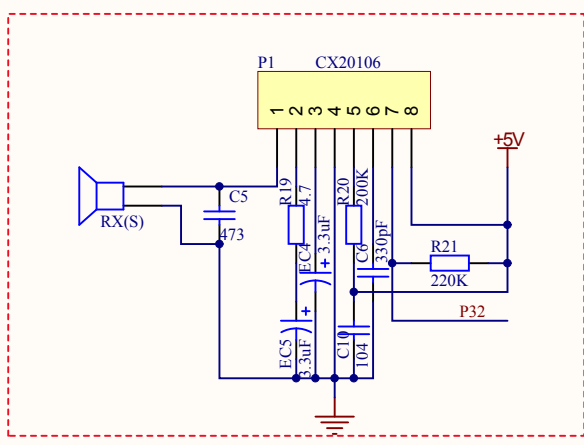 P1 CX20106
1 2 3 4 5 6 7 8
+5V
RX(S)
C5
473
R19
4.7
EC4
3.3uF
R20
200K
C6
330pF
R21
220K
P32
EC5
3.3uF
C10
104